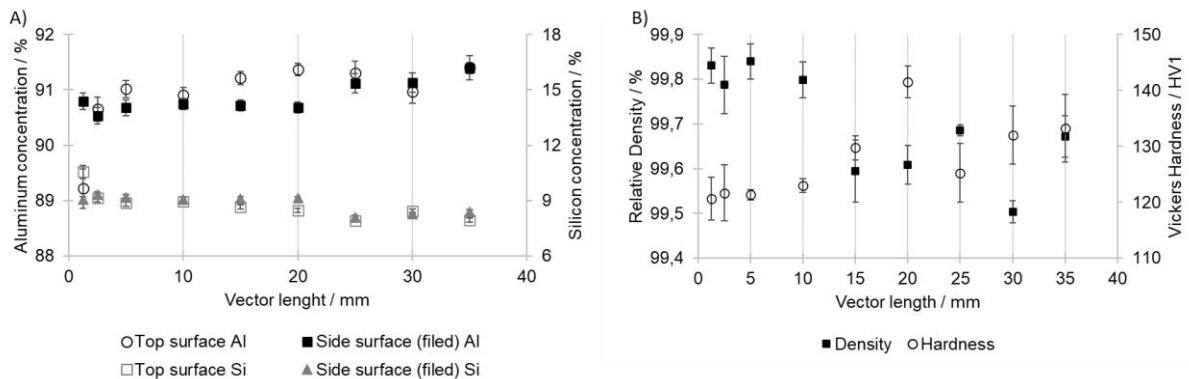 A)
Aluminum concentration / %
92
91
90
89
88
18
15
12
9
6
Silicon concentration / %
0 10 20 30 40
Vector lenght / mm
Top surface Al
Side surface (filed) Al
Top surface Si
Side surface (filed) Si
B)
Relative Density / %
99,9
99,8
99,7
99,6
99,5
99,4
150
140
130
120
110
Vickers Hardness / HV1
0 5 10 15 20 25 30 35 40
Vector length / mm
Density Hardness